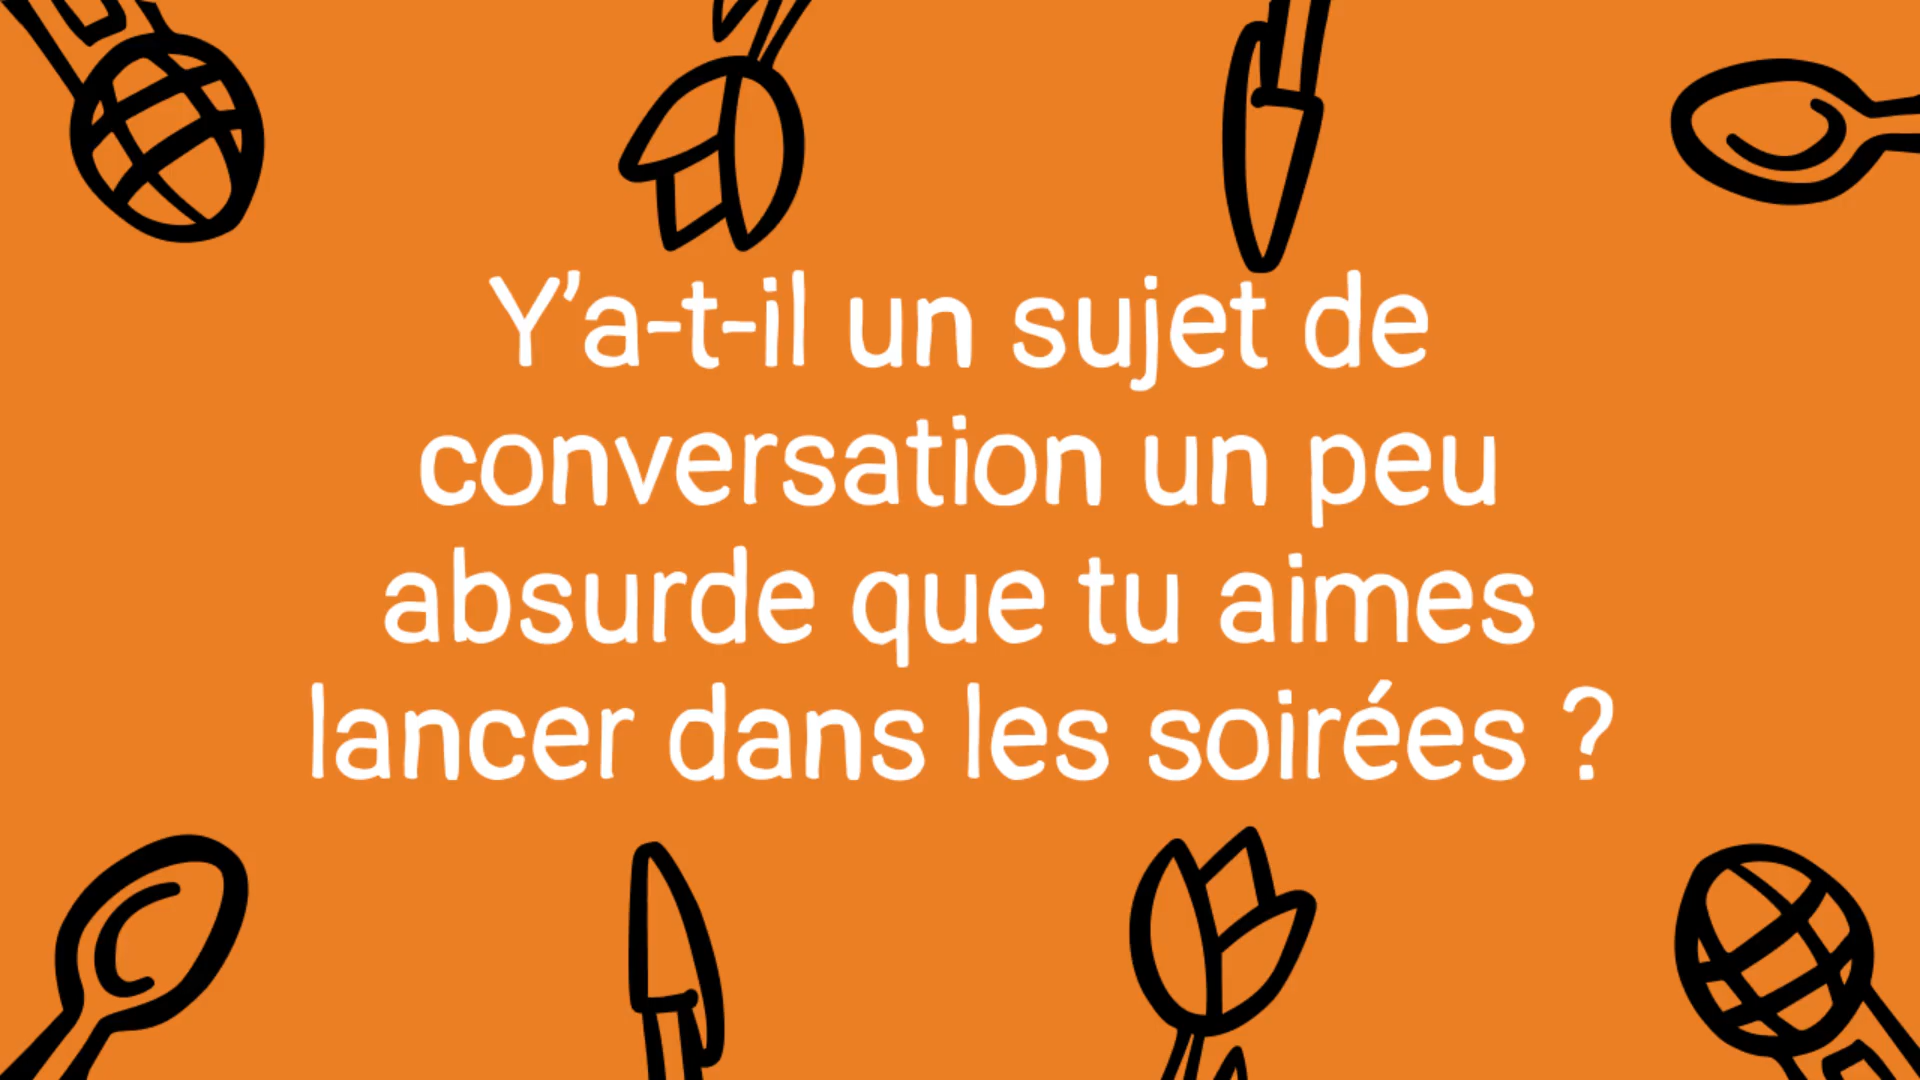 Y’a-t-il un sujet de
conversation un peu
absurde que tu aimes
lancer dans les soirées ?